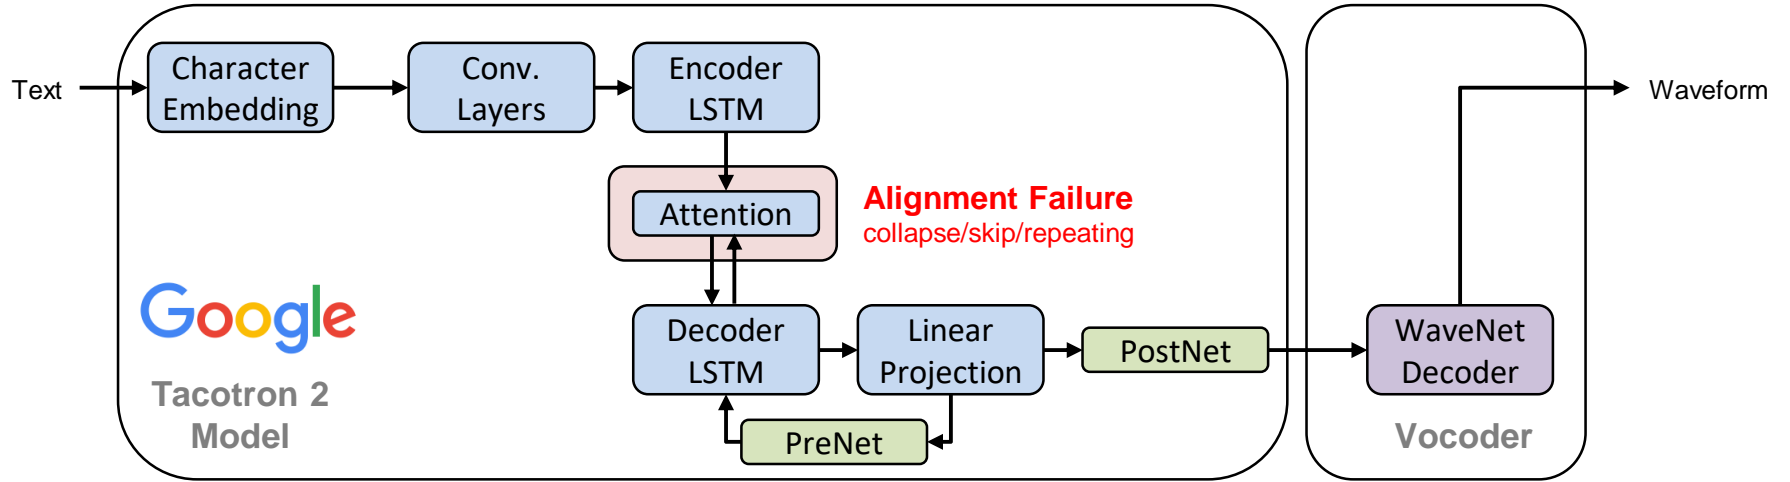 Text
Character
Embedding
Conv.
Layers
Encoder
LSTM
Waveform
Attention
Alignment Failure
collapse/skip/repeating
Google
Tacotron 2
Model
Decoder
LSTM
Linear
Projection
PostNet
PreNet
WaveNet
Decoder
Vocoder